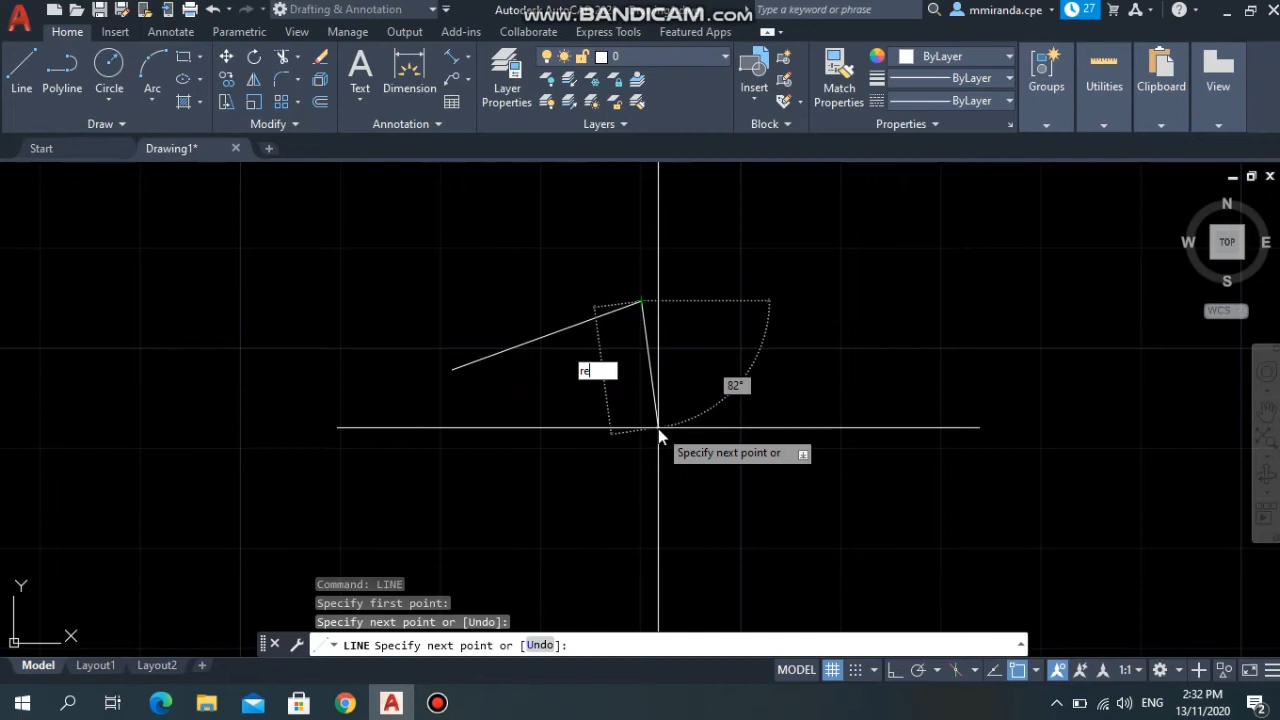 Autodesk AutoCAD
www.BANDICAM.com
Drafting & Annotation
Type a keyword or phrase
mmiranda.cpe
27
Home
Insert
Annotate
Parametric
View
Manage
Output
Add-ins
Collaborate
Express Tools
Featured Apps
Line
Polyline
Circle
Arc
Text
Dimension
Layer
Properties
0
Insert
Match
Properties
ByLayer
ByLayer
ByLayer
Groups
Utilities
Clipboard
View
Draw
Modify
Annotation
Layers
Block
Properties
Start
Drawing1*
N
W
TOP
E
S
WCS
re
82°
Specify next point or
Y
X
Command: LINE
Specify first point:
Specify next point or [Undo]:
LINE Specify next point or [Undo]:
Model
Layout1
Layout2
MODEL
1:1
ENG
2:32 PM
13/11/2020
2